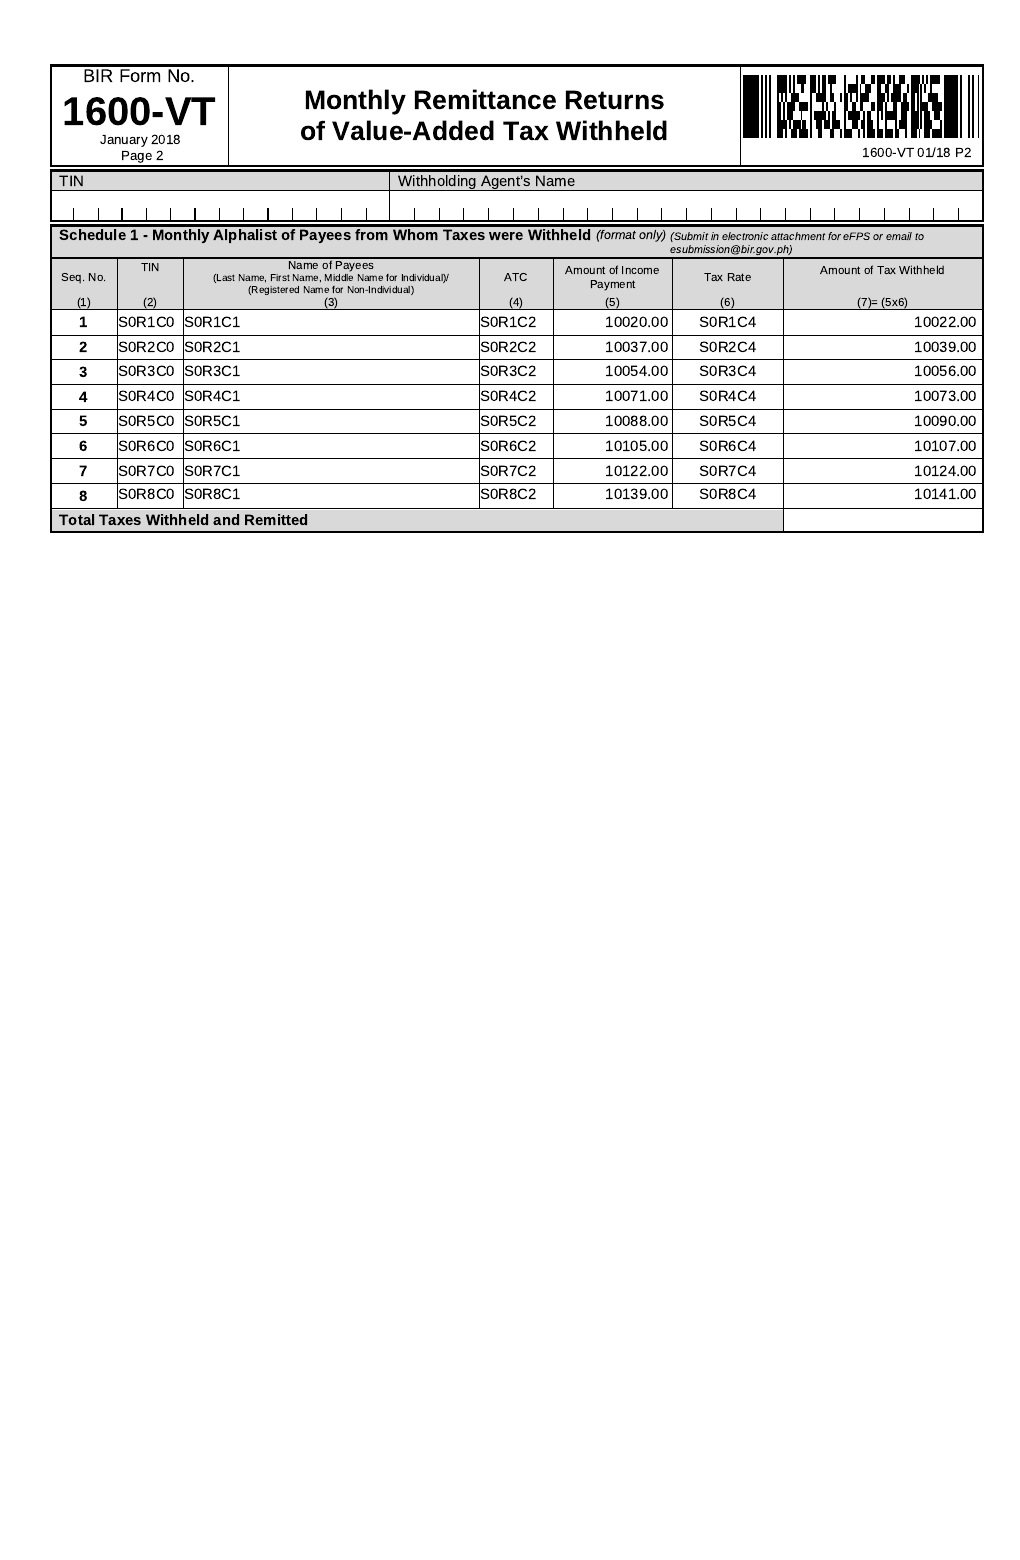 BIR Form No.
1600-VT
January 2018
Page 2
Monthly Remittance Returns
of Value-Added Tax Withheld
1600-VT 01/18 P2
TIN
Withholding Agent's Name
Schedule 1 - Monthly Alphalist of Payees from Whom Taxes were Withheld (format only) (Submit in electronic attachment for eFPS or email to
esubmission@bir.gov.ph)
Seq. No.
(1)
TIN
(2)
Name of Payees
(Last Name, First Name, Middle Name for Individual)/
(Registered Name for Non-Individual)
(3)
ATC
(4)
Amount of Income
Payment
(5)
Tax Rate
(6)
Amount of Tax Withheld
(7)= (5x6)
1 S0R1C0 S0R1C1 S0R1C2 10020.00 S0R1C4 10022.00
2 S0R2C0 S0R2C1 S0R2C2 10037.00 S0R2C4 10039.00
3 S0R3C0 S0R3C1 S0R3C2 10054.00 S0R3C4 10056.00
4 S0R4C0 S0R4C1 S0R4C2 10071.00 S0R4C4 10073.00
5 S0R5C0 S0R5C1 S0R5C2 10088.00 S0R5C4 10090.00
6 S0R6C0 S0R6C1 S0R6C2 10105.00 S0R6C4 10107.00
7 S0R7C0 S0R7C1 S0R7C2 10122.00 S0R7C4 10124.00
8 S0R8C0 S0R8C1 S0R8C2 10139.00 S0R8C4 10141.00
Total Taxes Withheld and Remitted